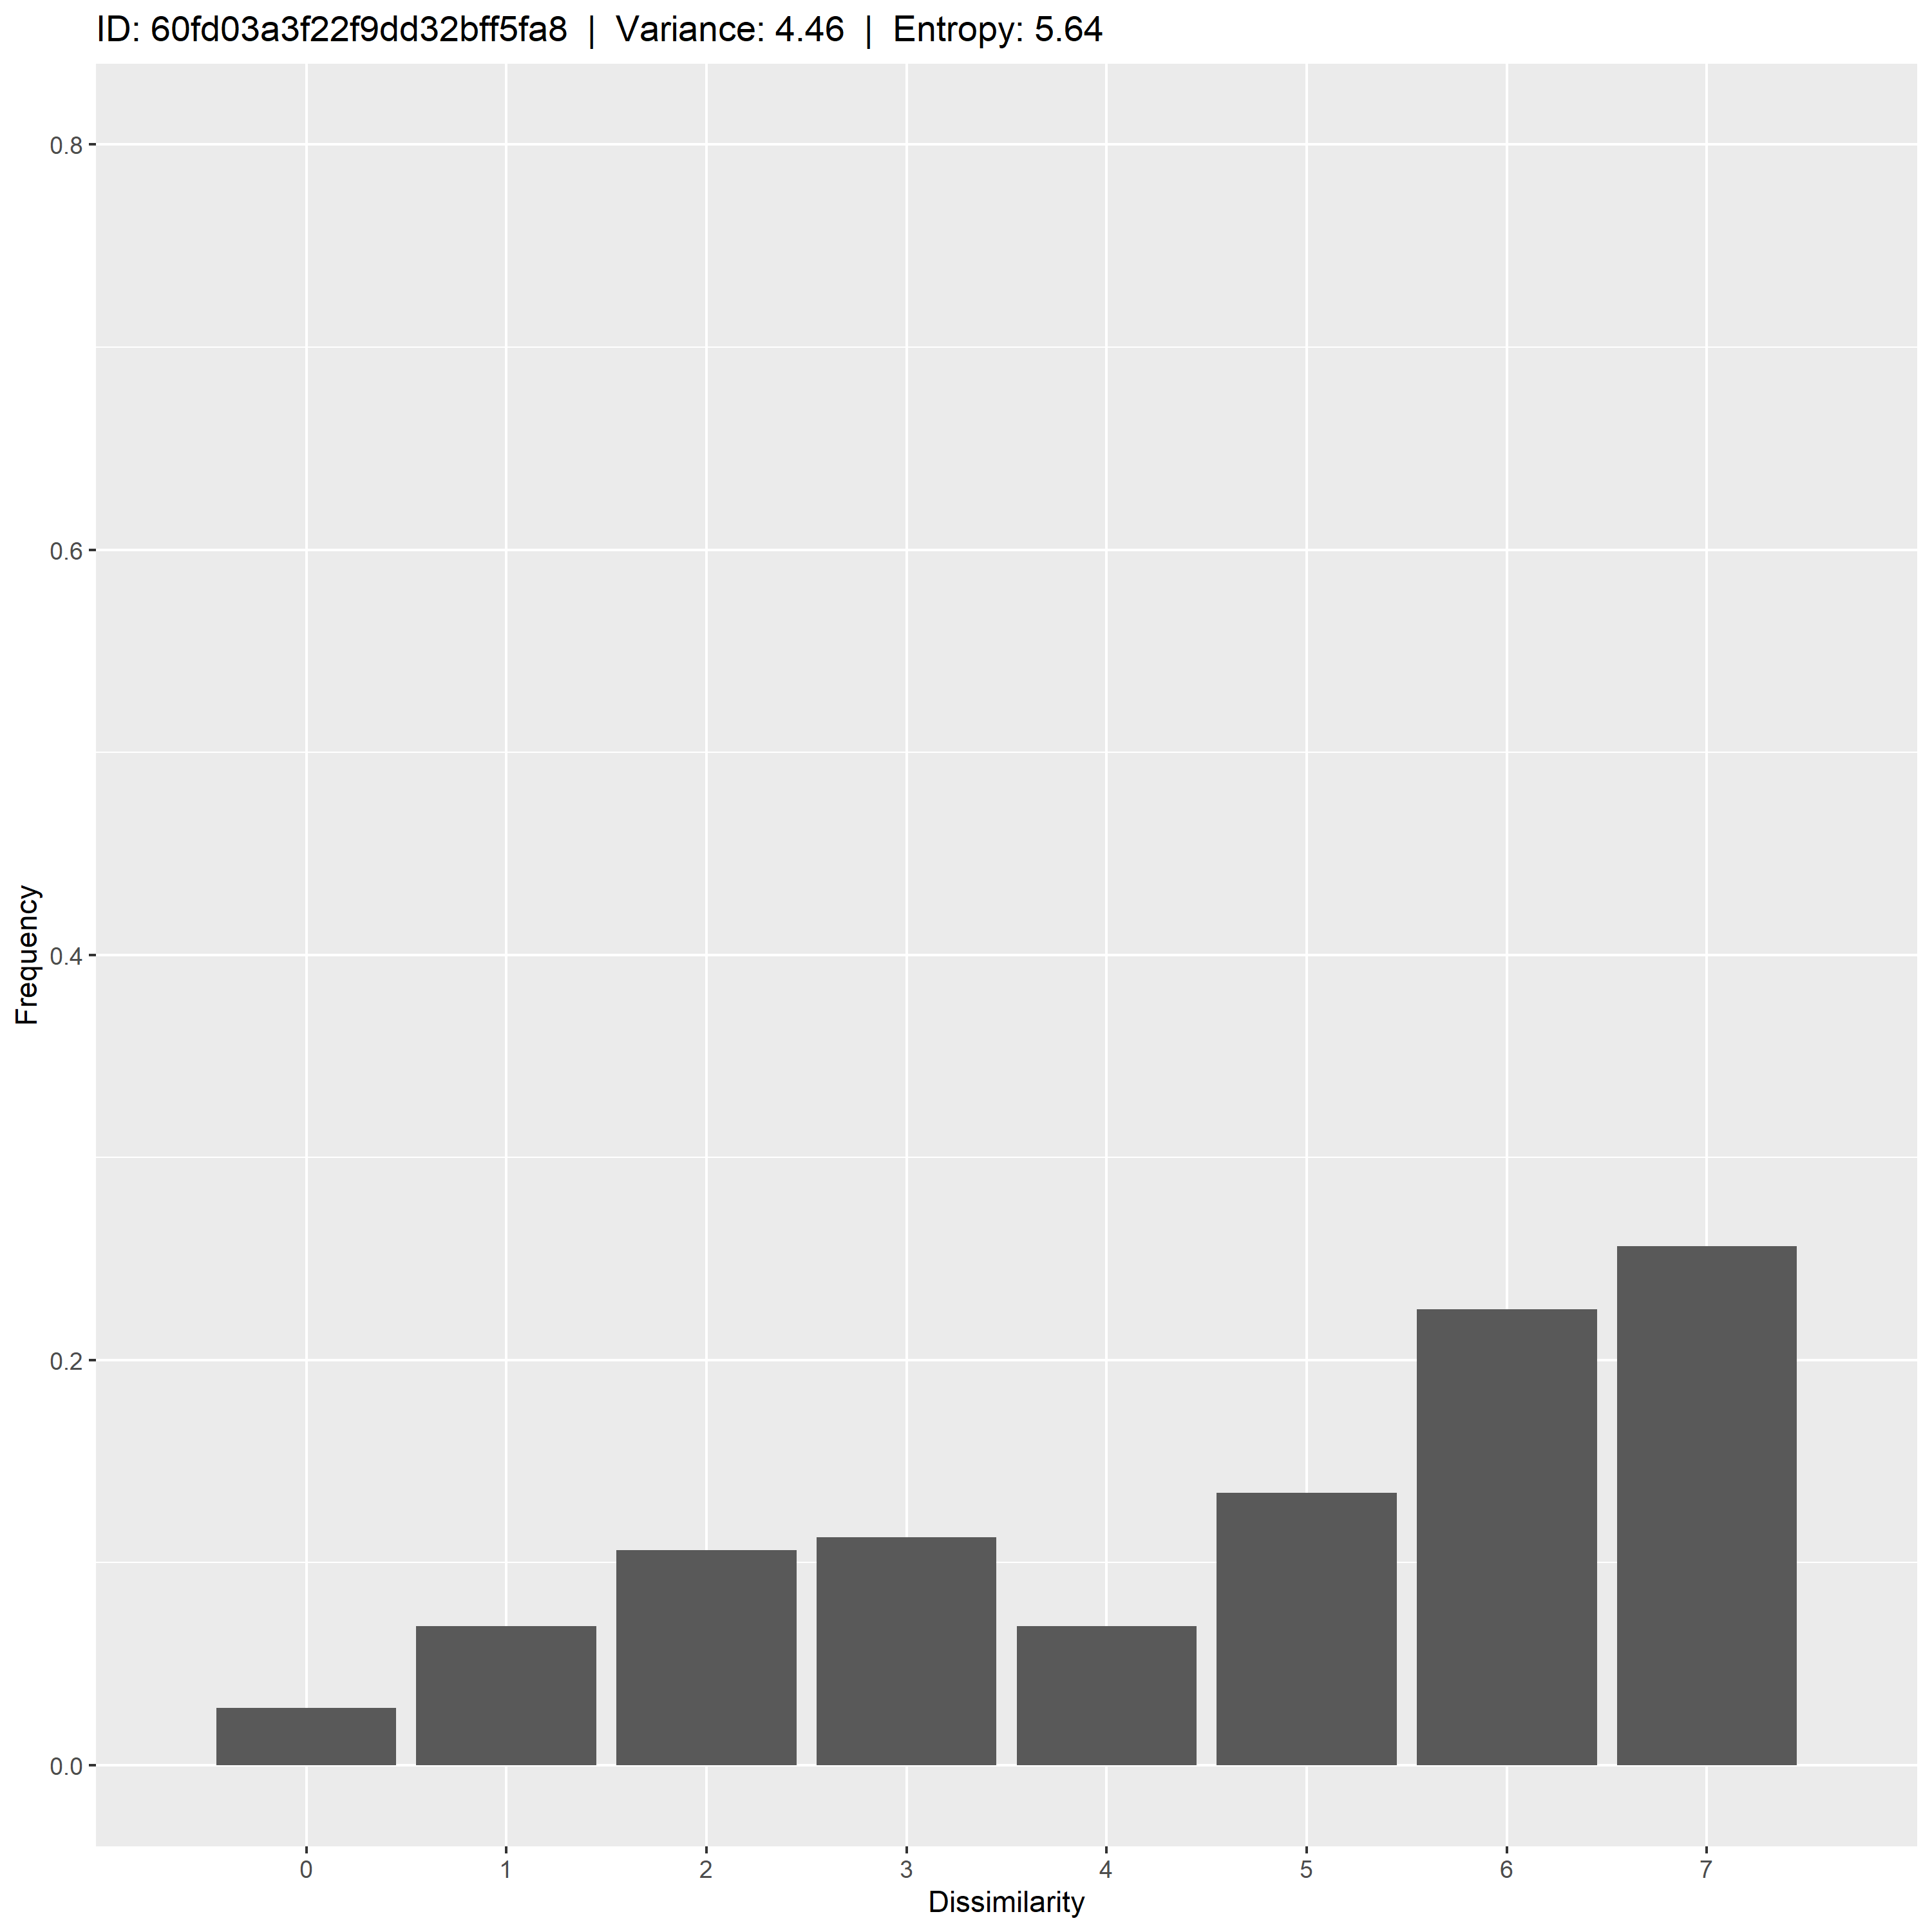 ID: 60fd03a3f22f9dd32bff5fa8 | Variance: 4.46 | Entropy: 5.64
0.8
0.6
0.4
0.2
0.0
Frequency
0 1 2 3 4 5 6 7
Dissimilarity